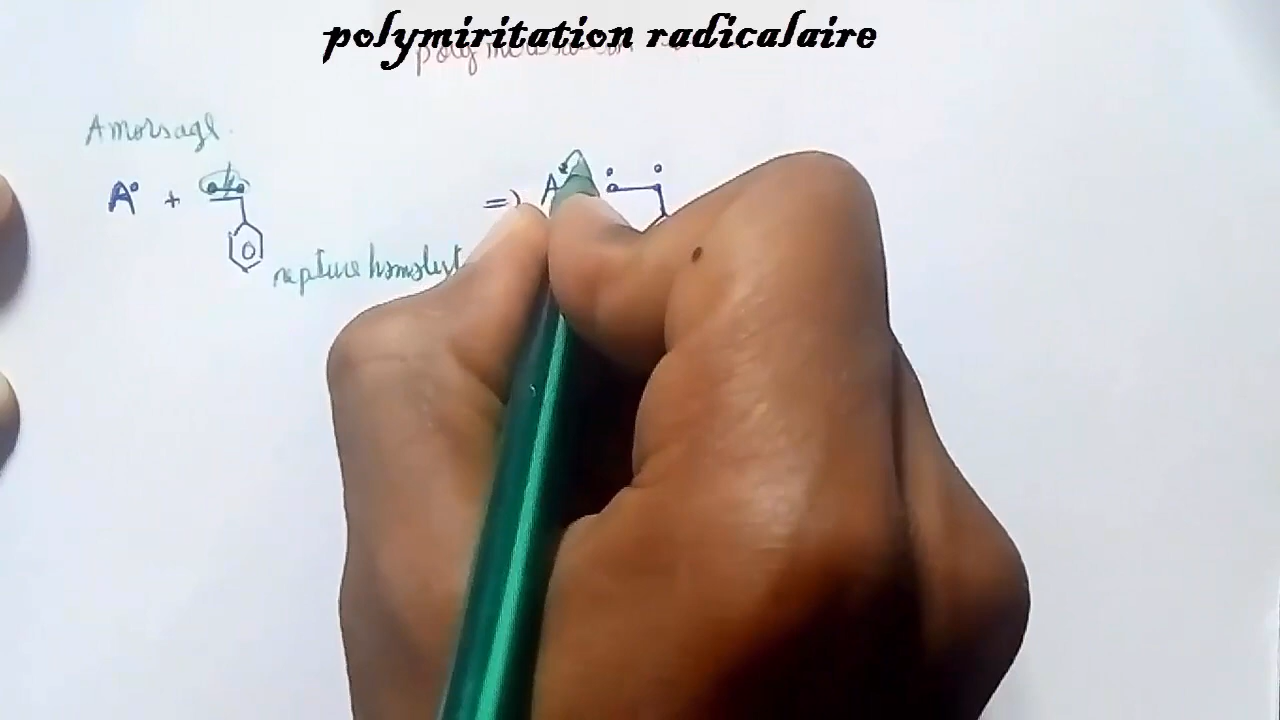 polymiritation radicalaire
Amorsage.
A° + => A
rupture homolyt